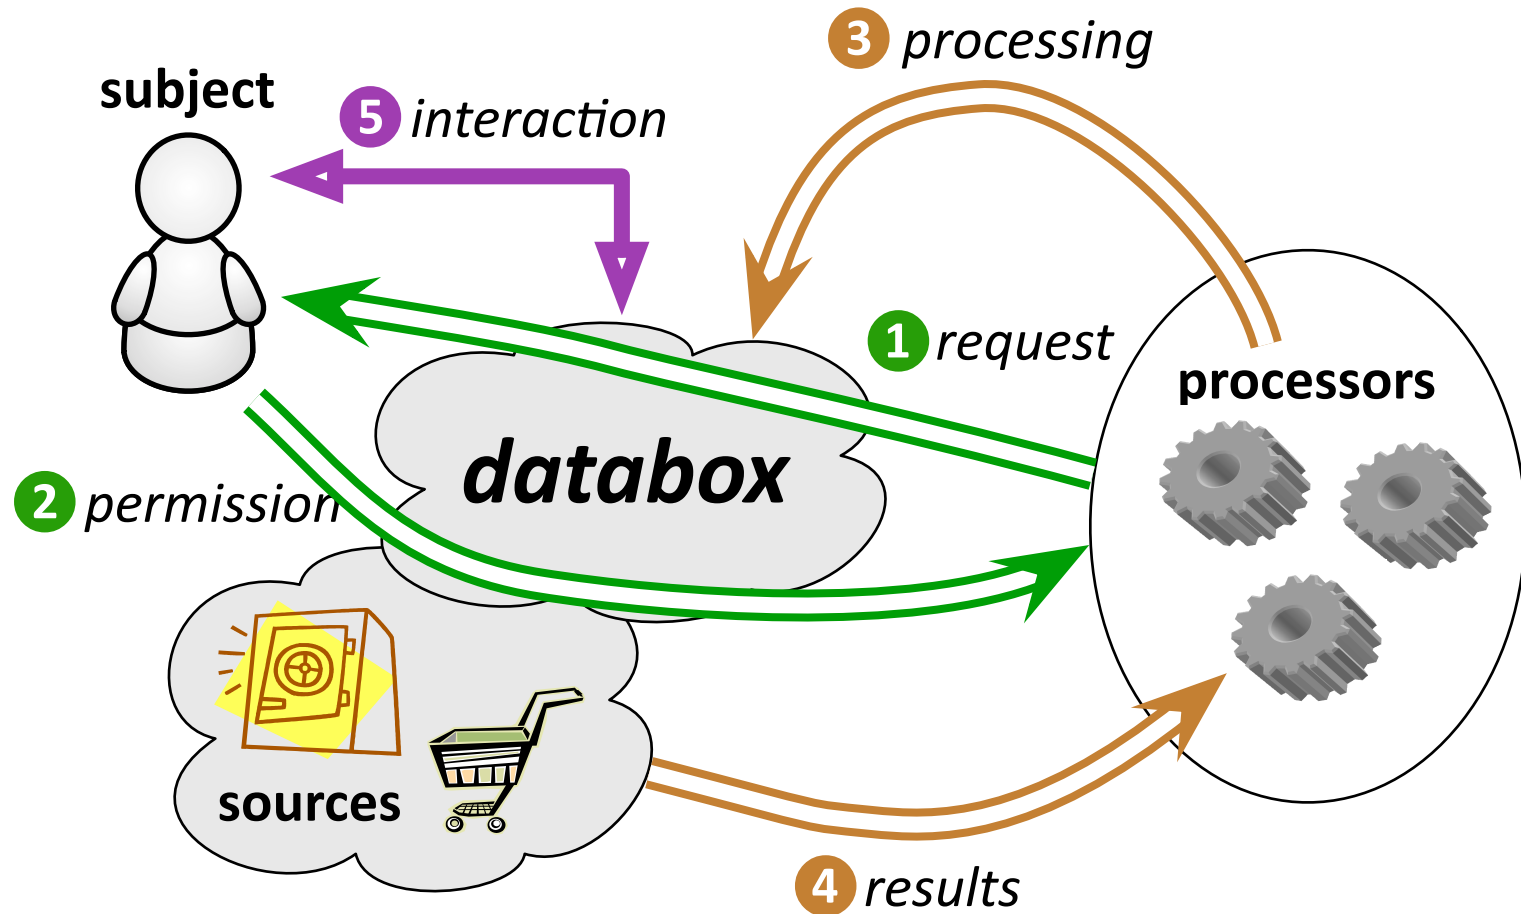 3 processing
subject
5 interaction
1 request
processors
databox
2 permission
sources
4 results